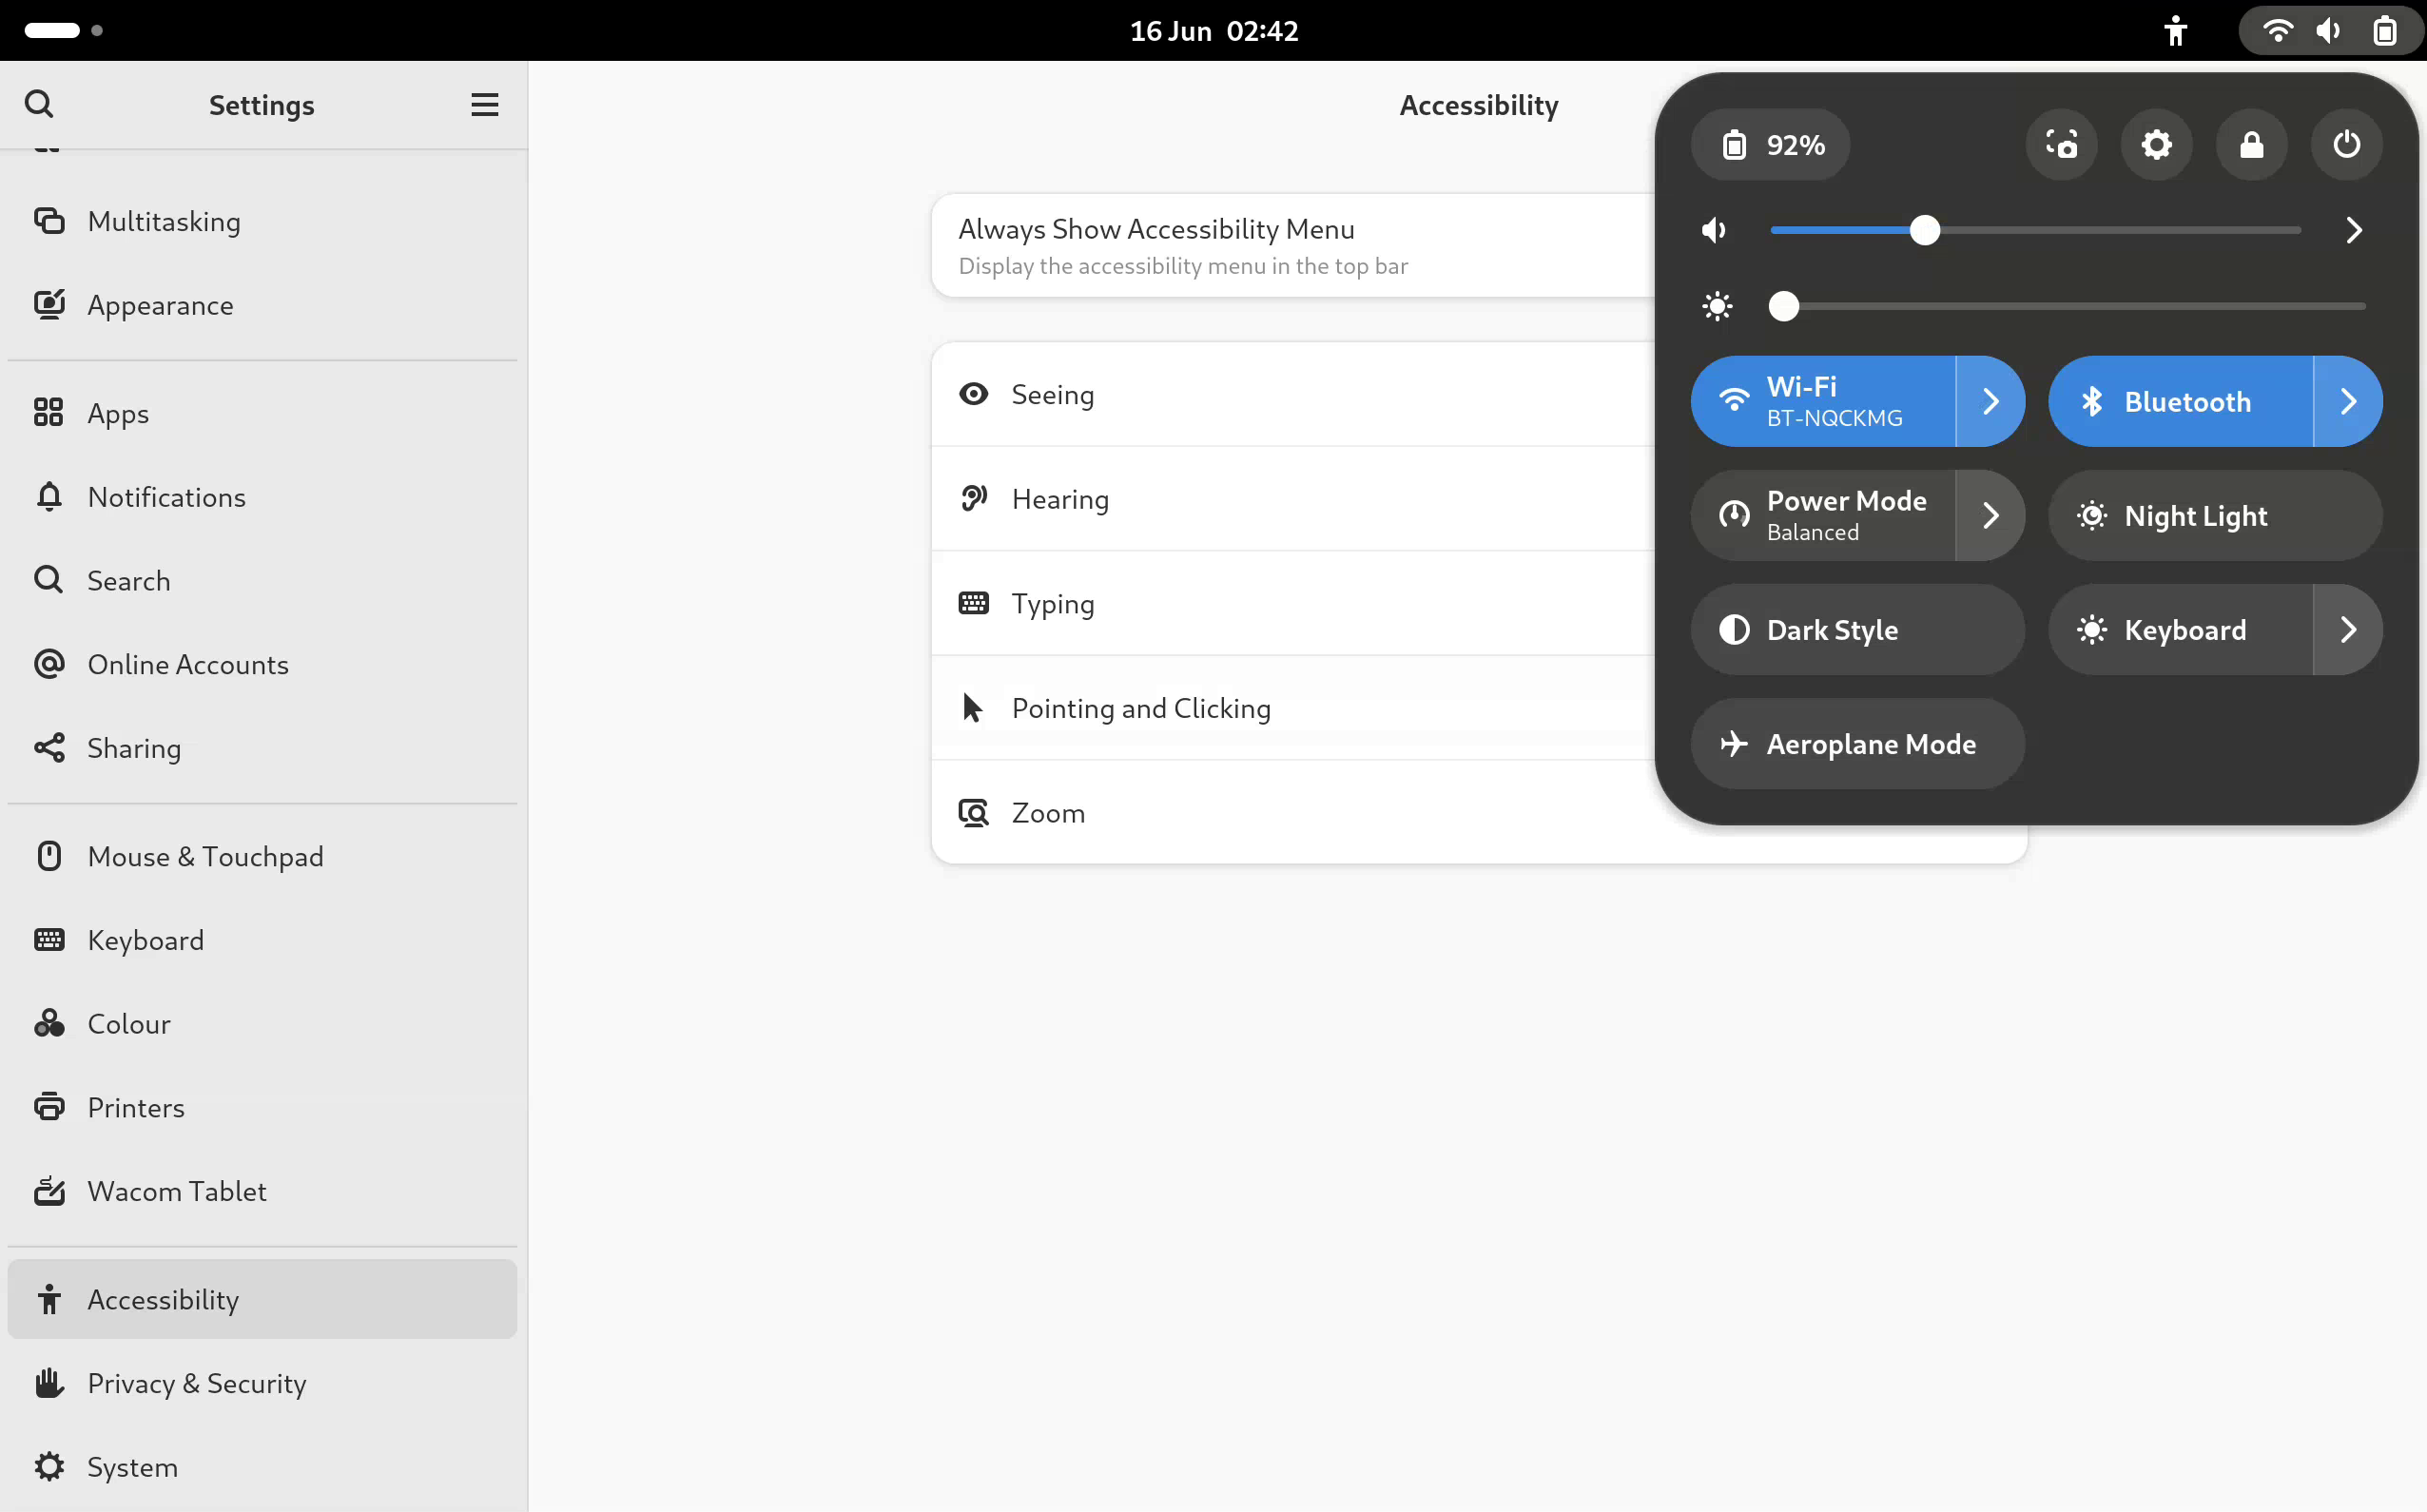 16 Jun 02:42
Settings
Multitasking
Appearance
Apps
Notifications
Search
Online Accounts
Sharing
Mouse & Touchpad
Keyboard
Colour
Printers
Wacom Tablet
Accessibility
Privacy & Security
System
Accessibility
Always Show Accessibility Menu
Display the accessibility menu in the top bar
Seeing
Hearing
Typing
Pointing and Clicking
Zoom
92%
Wi-Fi
BT-NQCKMG
Bluetooth
Power Mode
Balanced
Night Light
Dark Style
Keyboard
Aeroplane Mode